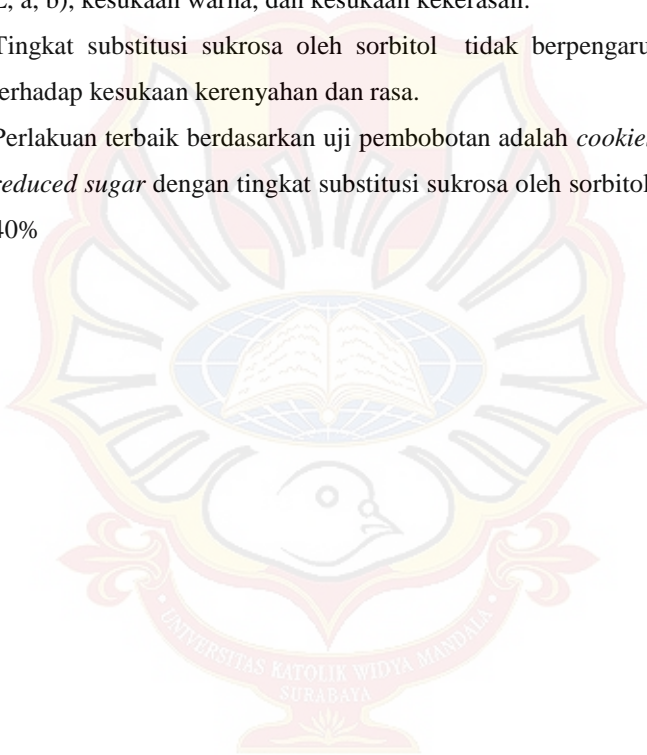 L, a, b), kesukaan warna, dan kesukaan kekerasan.
Tingkat substitusi sukrosa oleh sorbitol tidak berpengaru
terhadap kesukaan kerenyahan dan rasa.
Perlakuan terbaik berdasarkan uji pembobotan adalah cookies
reduced sugar dengan tingkat substitusi sukrosa oleh sorbitol
40%
UNIVERSITAS KATOLIK WIDYA MANDALA
SURABAYA